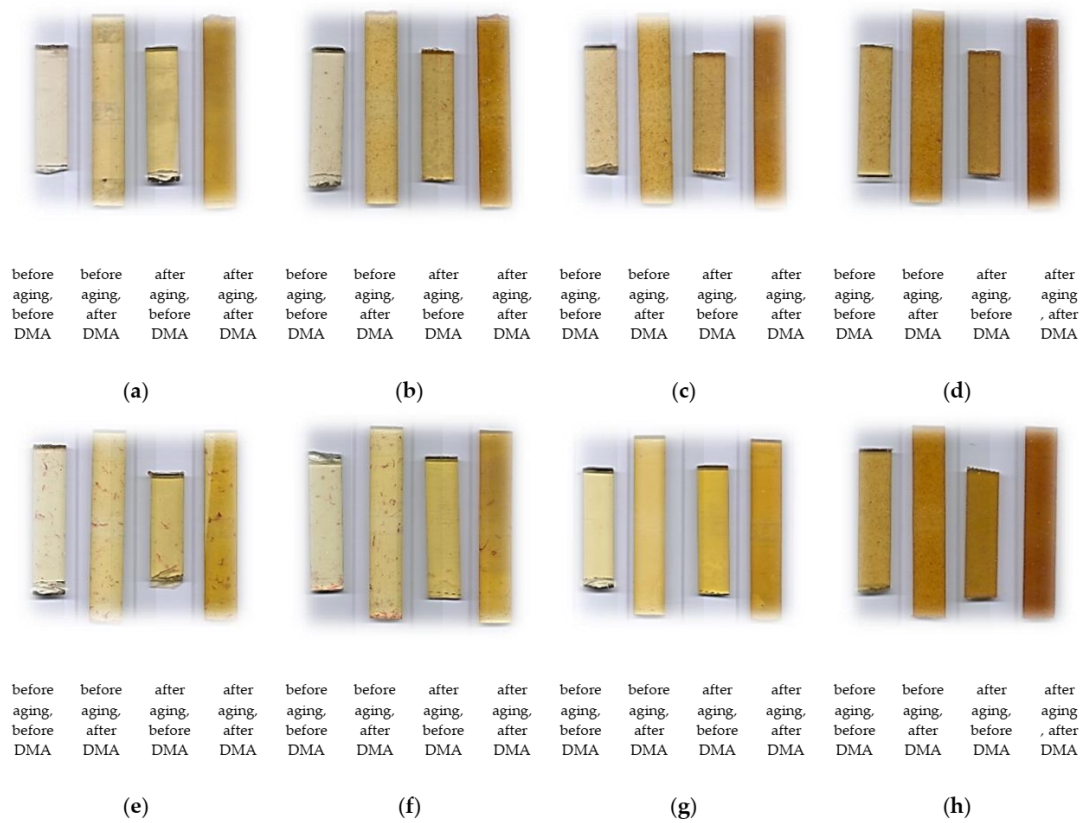 before before after after before before after after before before after after before before after after
aging, aging, aging, aging, aging, aging, aging, aging, aging, aging, aging, aging, aging, aging, aging, aging
before after before after before after before after before after before after before after before , after
DMA DMA DMA DMA DMA DMA DMA DMA DMA DMA DMA DMA DMA DMA DMA DMA
(a) (b) (c) (d)
before before after after before before after after before before after after before before after after
aging, aging, aging, aging, aging, aging, aging, aging, aging, aging, aging, aging, aging, aging, aging, aging
before after before after before after before after before after before after before after before , after
DMA DMA DMA DMA DMA DMA DMA DMA DMA DMA DMA DMA DMA DMA DMA DMA
(e) (f) (g) (h)